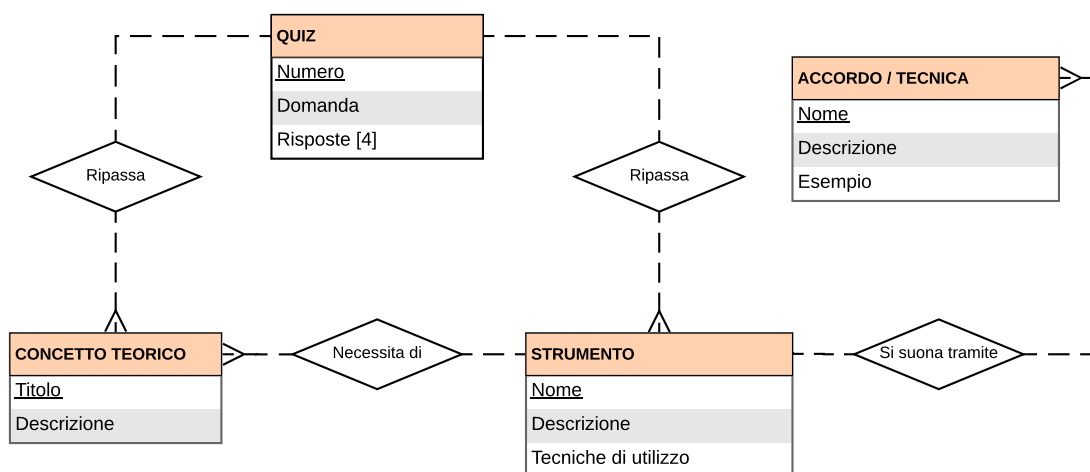 QUIZ
Numero
Domanda
Risposte [4]
ACCORDO / TECNICA
Nome
Descrizione
Esempio
Ripassa
Ripassa
CONCETTO TEORICO
Titolo
Descrizione
Necessita di
STRUMENTO
Nome
Descrizione
Tecniche di utilizzo
Si suona tramite